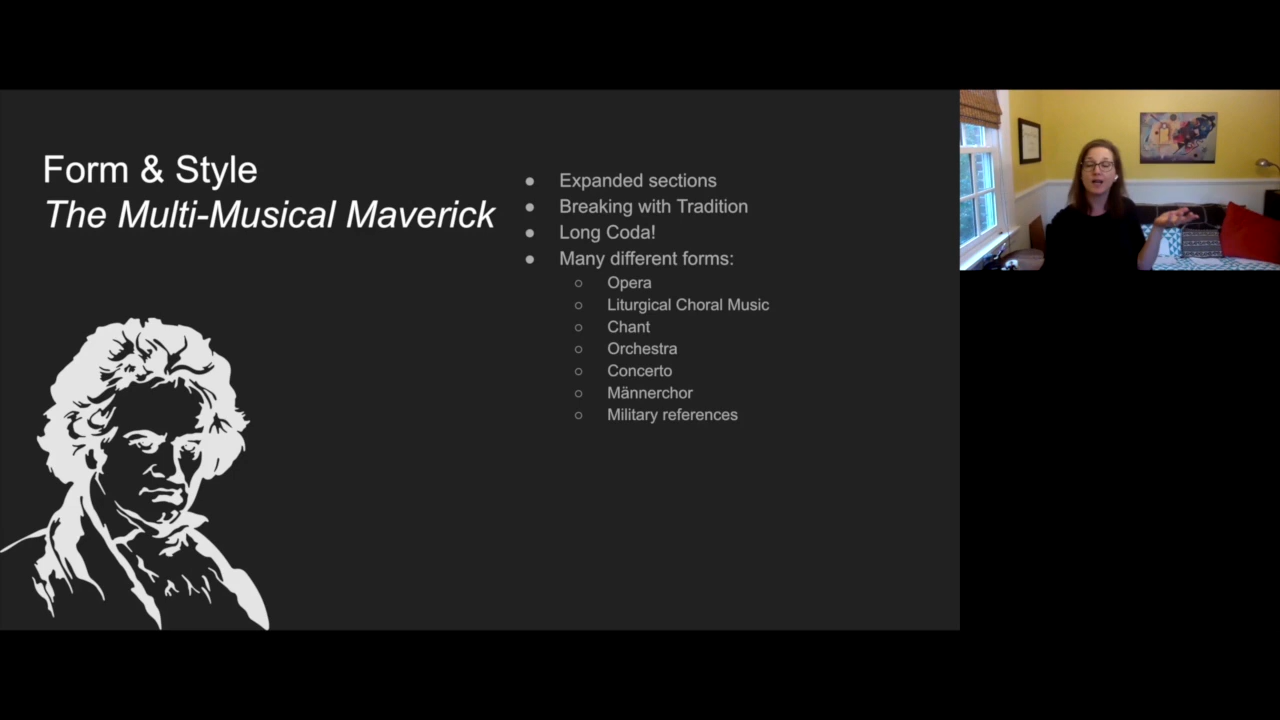 Form & Style
The Multi-Musical Maverick
● Expanded sections
● Breaking with Tradition
● Long Coda!
● Many different forms:
○ Opera
○ Liturgical Choral Music
○ Chant
○ Orchestra
○ Concerto
○ Männerchor
○ Military references